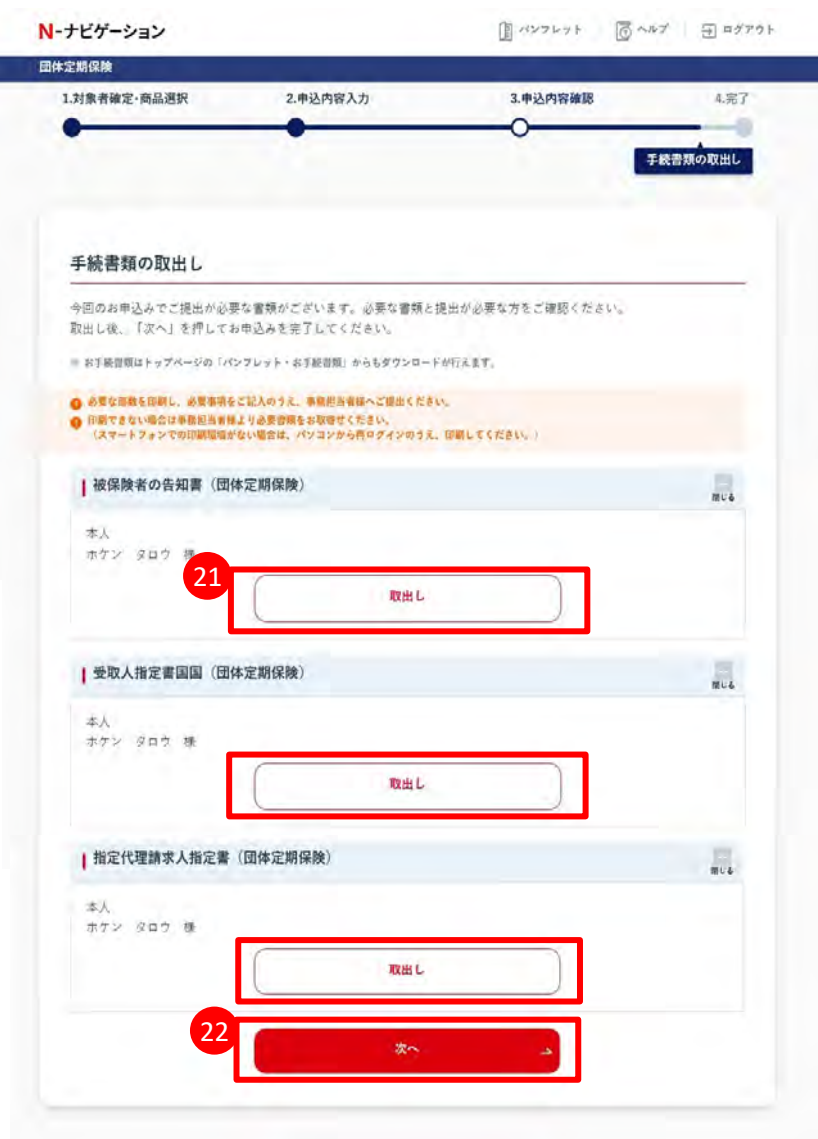 N-ナビゲーション
パンフレット
ヘルプ
ログアウト
団体定期保険
1.対象者確定・商品選択
2.申込内容入力
3.申込内容確認
4.完了
手続書類の取出し
手続書類の取出し
今回のお申込みでご提出が必要な書類がございます。必要な書類と提出が必要な方をご確認ください。
取出し後、「次へ」を押してお申込みを完了してください。
※ お手続書類はトップページの「パンフレット・お手続書類」からもダウンロードが行えます。
必要な部数を印刷し、必要事項をご記入のうえ、事務担当者様へご提出ください。
印刷できない場合は事務担当者様より必要書類をお取寄せください。
(スマートフォンでの印刷環境がない場合は、パソコンから再ログインのうえ、印刷してください。)
被保険者の告知書(団体定期保険)
閉じる
本人
ホケン タロウ 様
21
取出し
受取人指定書国国(団体定期保険)
閉じる
本人
ホケン タロウ 様
取出し
指定代理請求人指定書(団体定期保険)
閉じる
本人
ホケン タロウ 様
取出し
22
次へ